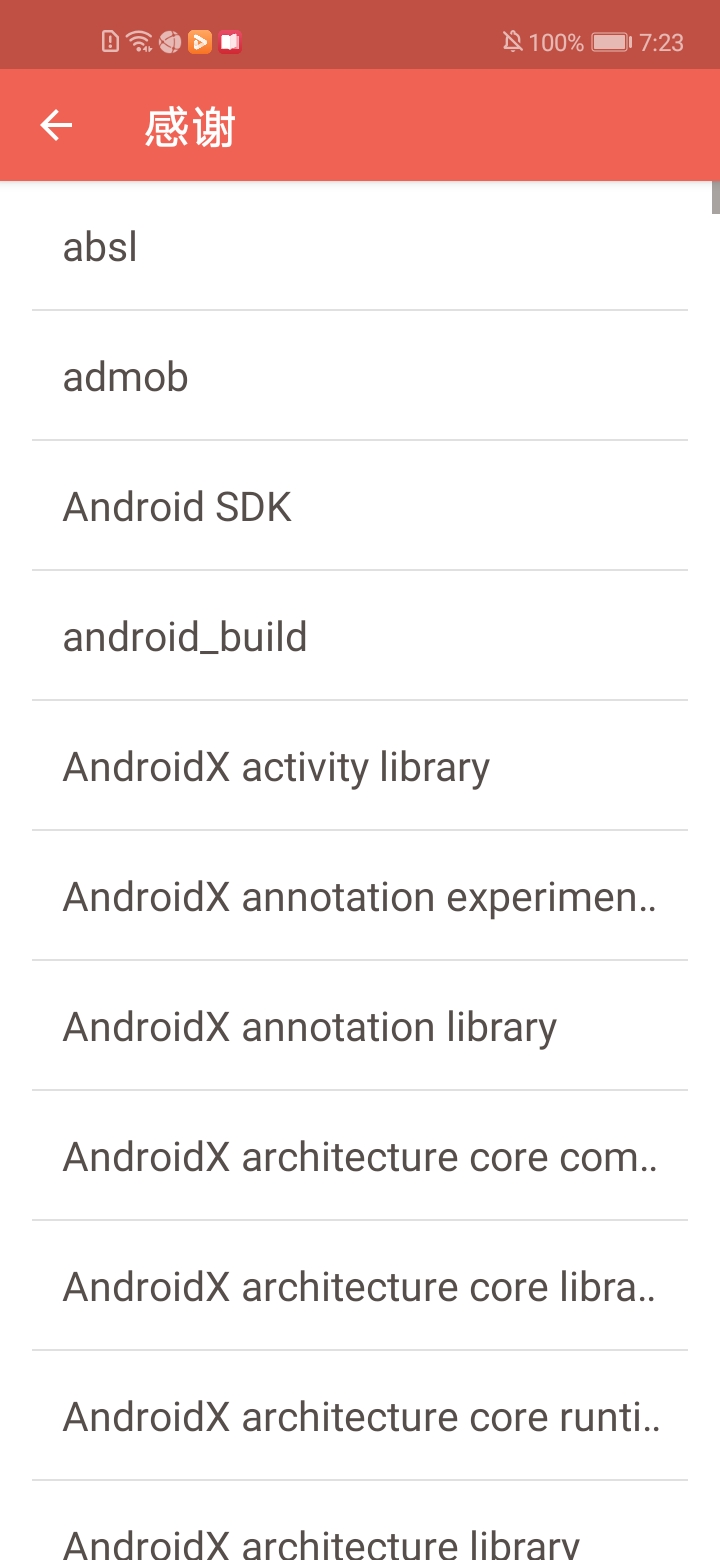 100% 7:23
感谢
absl
admob
Android SDK
android_build
AndroidX activity library
AndroidX annotation experimen..
AndroidX annotation library
AndroidX architecture core com..
AndroidX architecture core libra..
AndroidX architecture core runti..
AndroidX architecture library